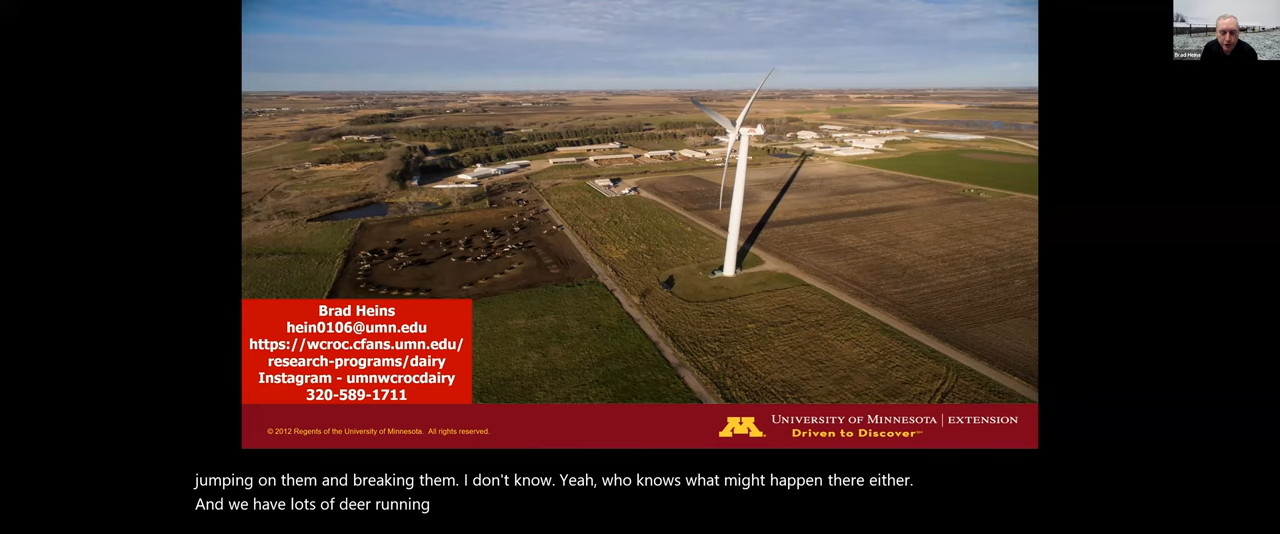 Brad Heins
Brad Heins
hein0106@umn.edu
https://wcroc.cfans.umn.edu/
research-programs/dairy
Instagram - umnwcrocdairy
320-589-1711
© 2012 Regents of the University of Minnesota. All rights reserved.
UNIVERSITY OF MINNESOTA | EXTENSION
Driven to Discover℠
jumping on them and breaking them. I don't know. Yeah, who knows what might happen there either.
And we have lots of deer running